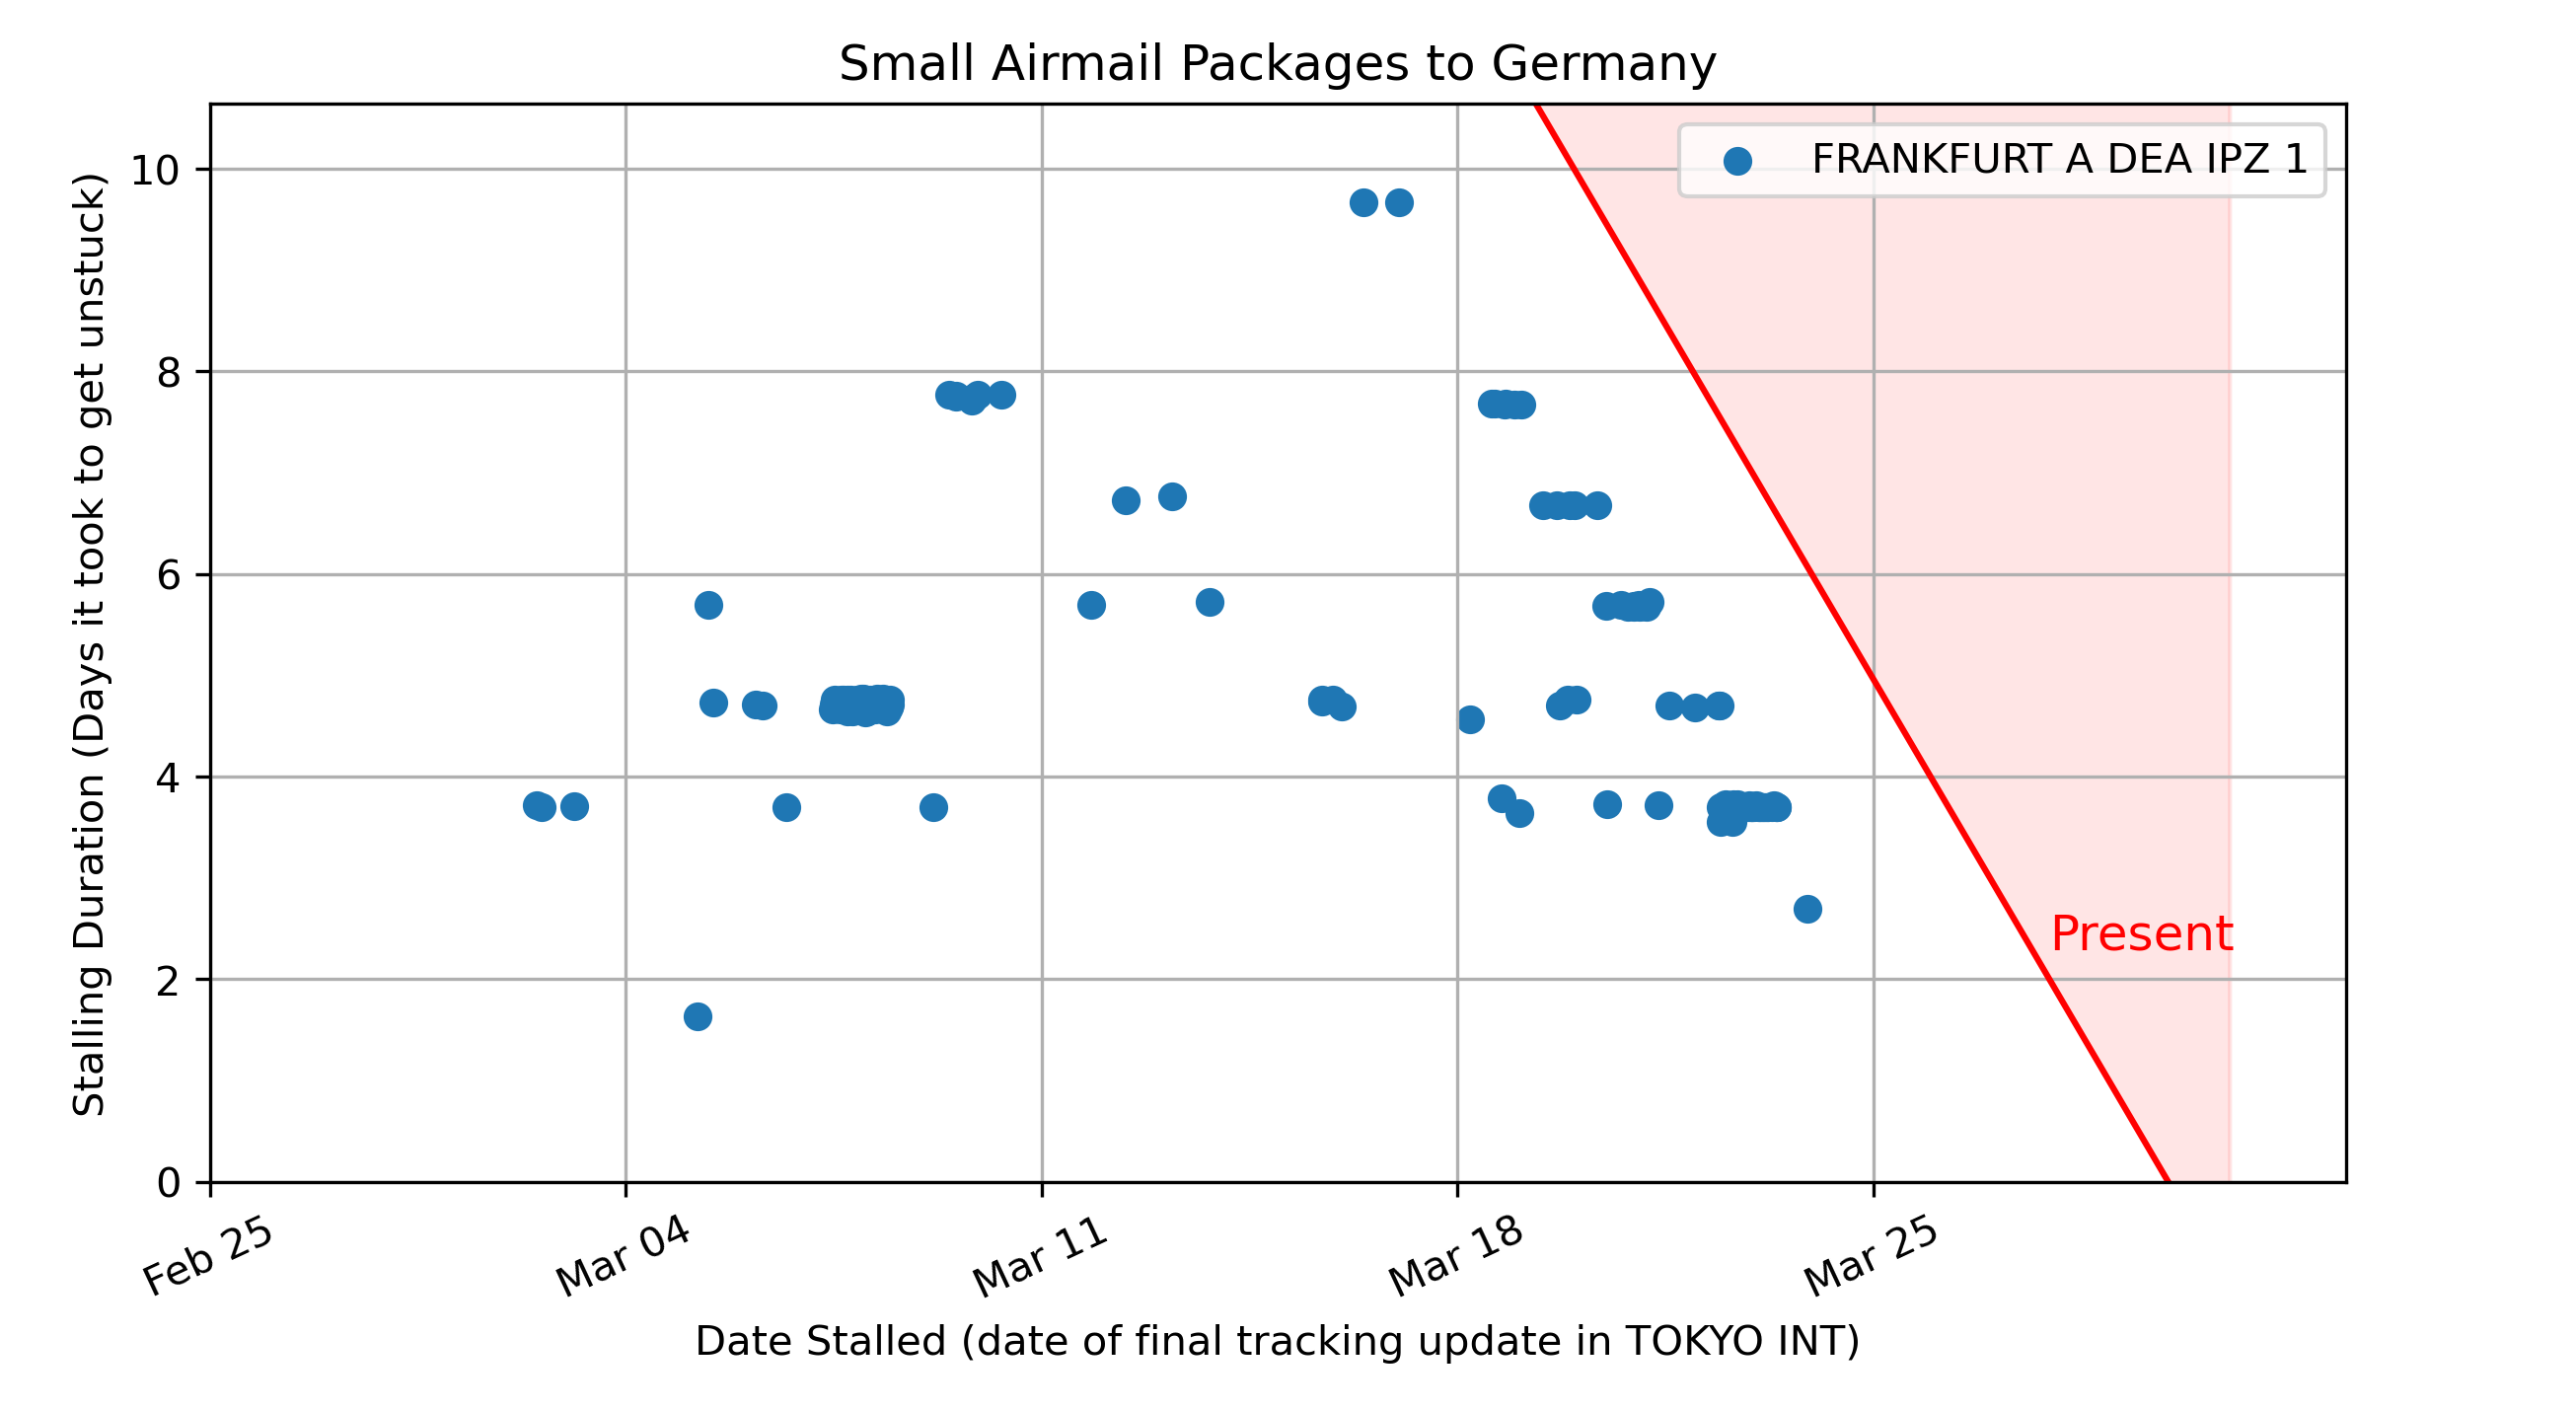 Small Airmail Packages to Germany
FRANKFURT A DEA IPZ 1
Stalling Duration (Days it took to get unstuck)
10
8
6
4
2
0
Present
Feb 25
Mar 04
Mar 11
Mar 18
Mar 25
Date Stalled (date of final tracking update in TOKYO INT)